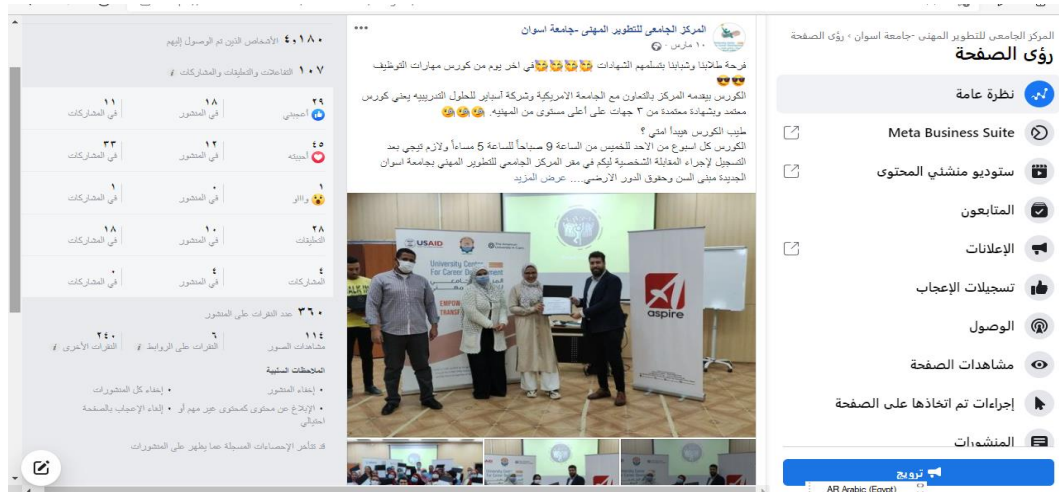 المركز الجامعى للتطوير المهنى -جامعة اسوان › رؤى الصفحة
رؤى الصفحة
نظرة عامة
Meta Business Suite
ستوديو منشئي المحتوى
المتابعون
الإعلانات
تسجيلات الإعجاب
الوصول
مشاهدات الصفحة
إجراءات تم اتخاذها على الصفحة
المنشورات
ترويج
AR Arabic (Egypt)
المركز الجامعى للتطوير المهنى -جامعة اسوان
١٠ مارس ·
فرحة طلابنا وشبابنا بتسلمهم الشهادات 🥳🥳🥳🥳🥳في اخر يوم من كورس مهارات التوظيف
😎😎
الكورس بيقدمه المركز بالتعاون مع الجامعة الامريكية وشركة أسباير للحلول التدريبيه يعني كورس
معتمد وبشهادة معتمدة من ٣ جهات على أعلى مستوى من المهنيه. 🧐🧐🧐
طيب الكورس هيبدأ امتي ؟
الكورس كل اسبوع من الاحد للخميس من الساعة 9 صباحاً للساعة 5 مساءاً ولازم تيجي بعد
التسجيل لإجراء المقابلة الشخصية ليكم في مقر المركز الجامعي للتطوير المهني بجامعة اسوان
الجديدة مبنى السن وحقوق الدور الارضي.... عرض المزيد
USAID
University Center
For Career Development
EMPOW
TRANSF
aspire
٤,١٨٠ الأشخاص الذين تم الوصول إليهم
١٠٧ التفاعلات والتعليقات والمشاركات
٢٩ أعجبني
١٨ في المنشور
١١ في المشاركات
٤٥ أحببته
١٢ في المنشور
٣٣ في المشاركات
١ واااو
٠ في المنشور
١ في المشاركات
٢٨ التعليقات
١٠ في المنشور
١٨ في المشاركات
٤ المشاركات
٤ في المنشور
٠ في المشاركات
٣٦٠ عدد النقرات على المنشور
١١٤ مشاهدات الصور
٦ النقرات على الروابط
٢٤٠ النقرات الأخرى
الملاحظات السلبية
• إخفاء المنشور
• إخفاء كل المنشورات
• الإبلاغ عن محتوى كمحتوى غير مهم أو احتيالي
• إلغاء الإعجاب بالصفحة
قد تتأخر الإحصاءات المسجلة عما يظهر على المنشورات